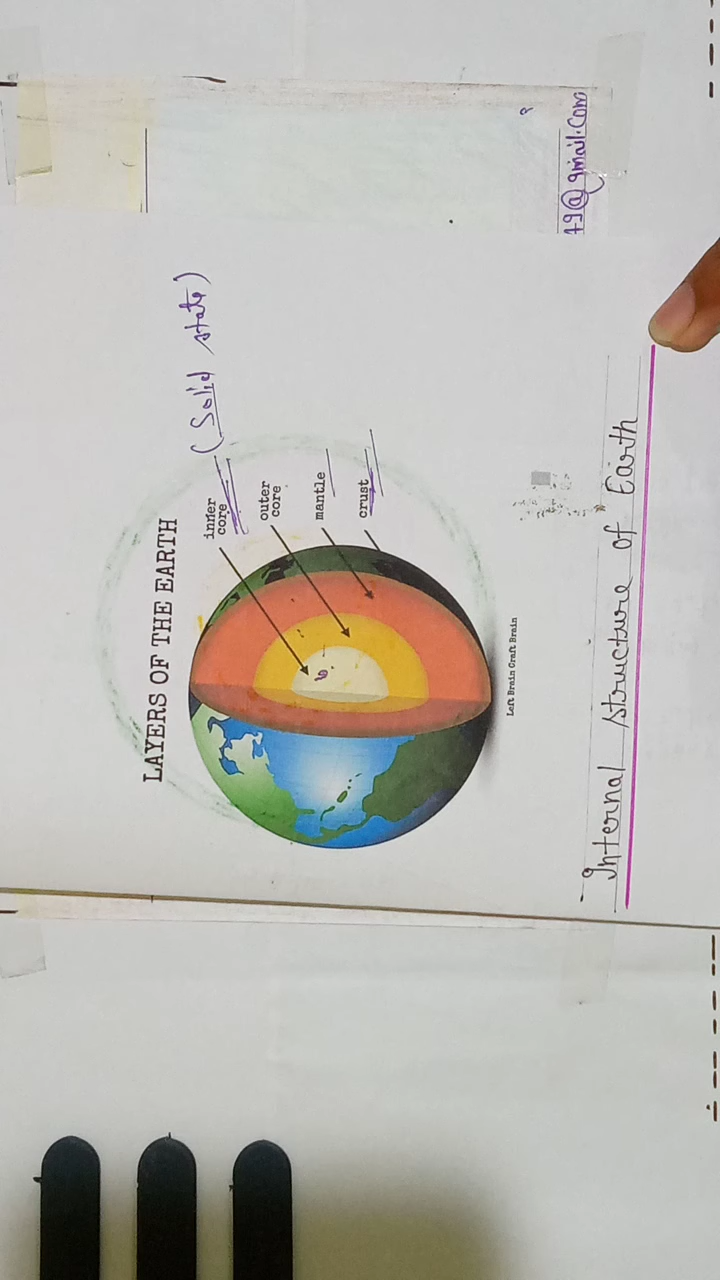 LAYERS OF THE EARTH
inner
core
(Solid state)
outer
core
mantle
crust
Left Brain Craft Brain
Internal structure of Earth
79@gmail.com